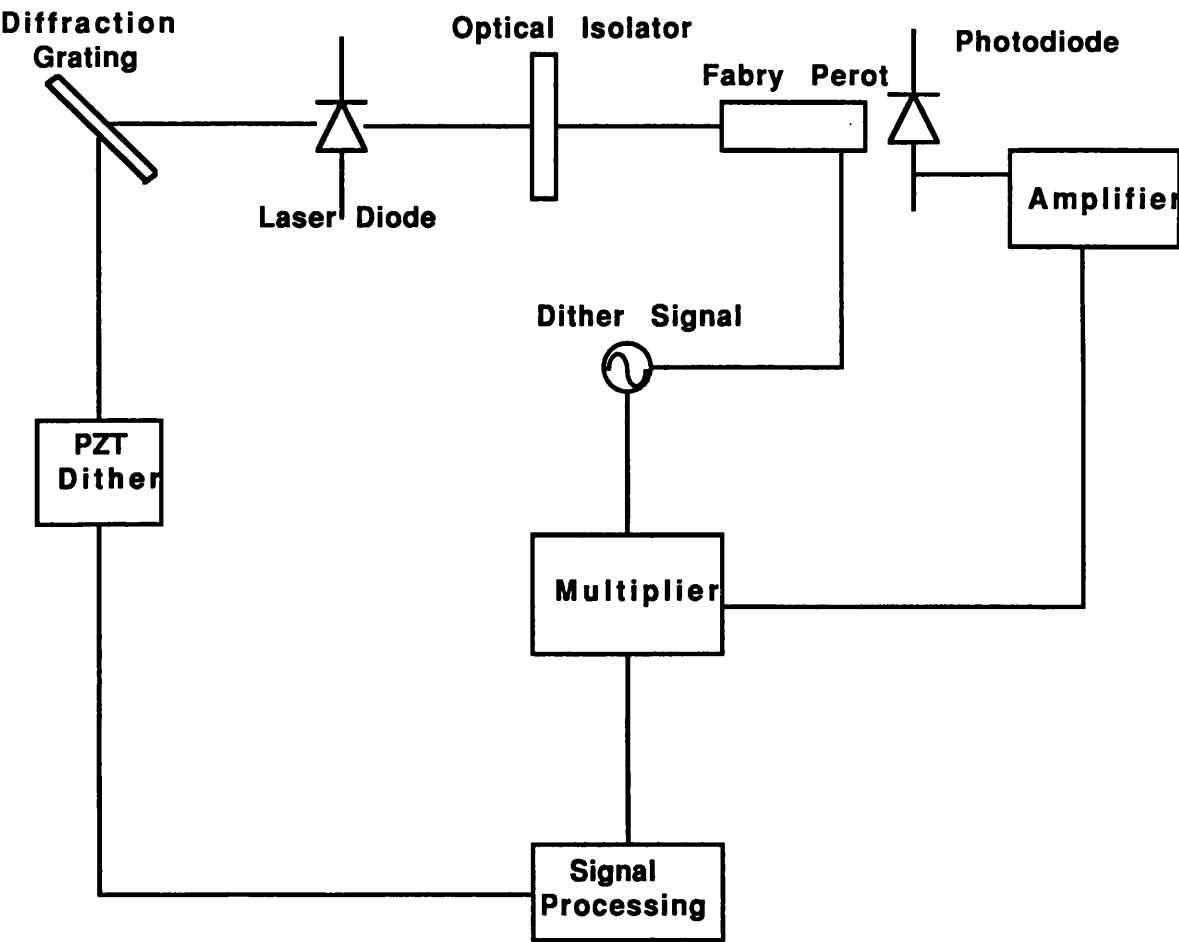 Diffraction
Grating
Optical Isolator
Photodiode
Fabry Perot
Amplifier
Laser Diode
Dither Signal
PZT
Dither
Multiplier
Signal
Processing